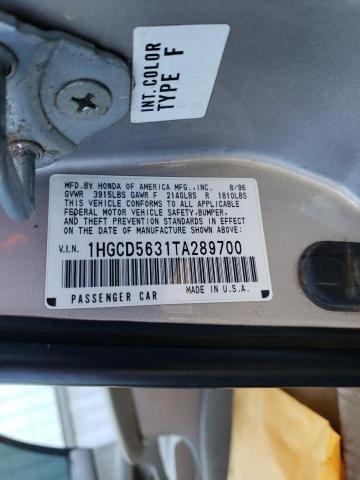 INT.COLOR
TYPE F
MFD.BY HONDA OF AMERICA MFG.,INC. 8/96
GVWR 3915LBS GAWR F 2140LBS R 1810LBS
THIS VEHICLE CONFORMS TO ALL APPLICABLE
FEDERAL MOTOR VEHICLE SAFETY,BUMPER,
AND THEFT PREVENTION STANDARDS IN EFFECT
ON THE DATE OF MANUFACTURE SHOWN ABOVE.
V.I.N. 1HGCD5631TA289700
PASSENGER CAR MADE IN U.S.A.